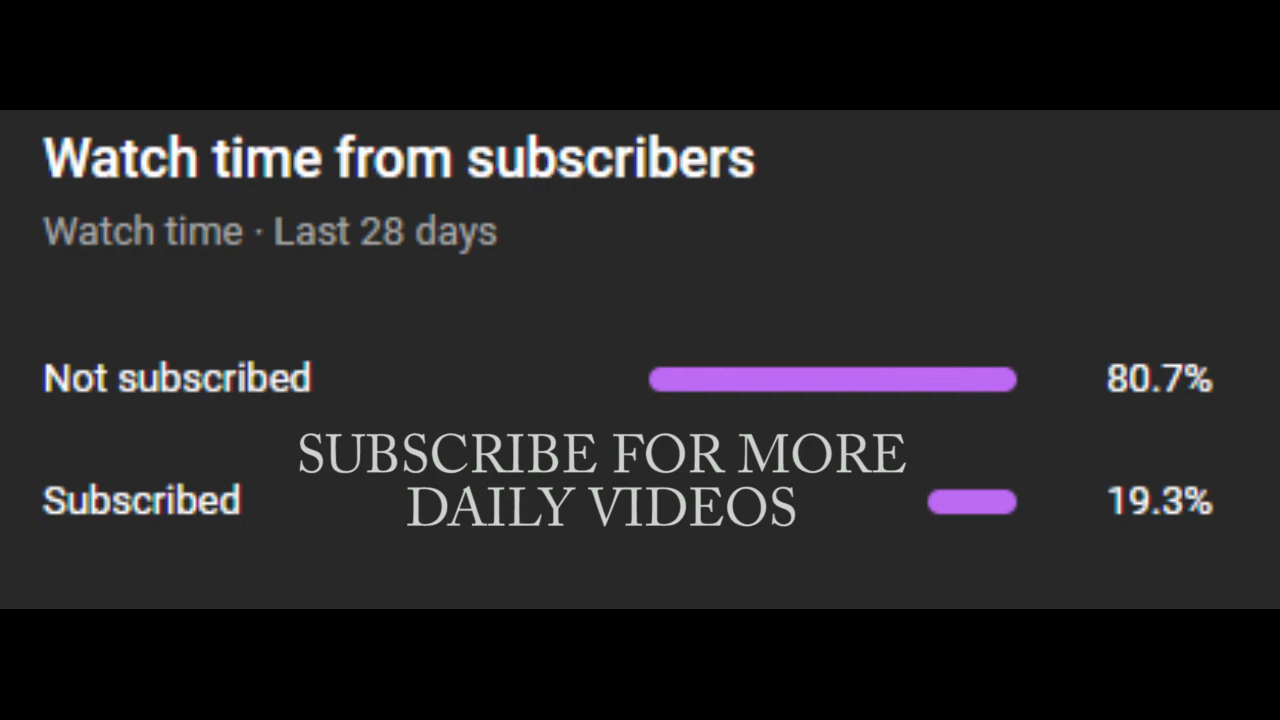 Watch time from subscribers
Watch time · Last 28 days
Not subscribed 80.7%
SUBSCRIBE FOR MORE
DAILY VIDEOS
Subscribed 19.3%